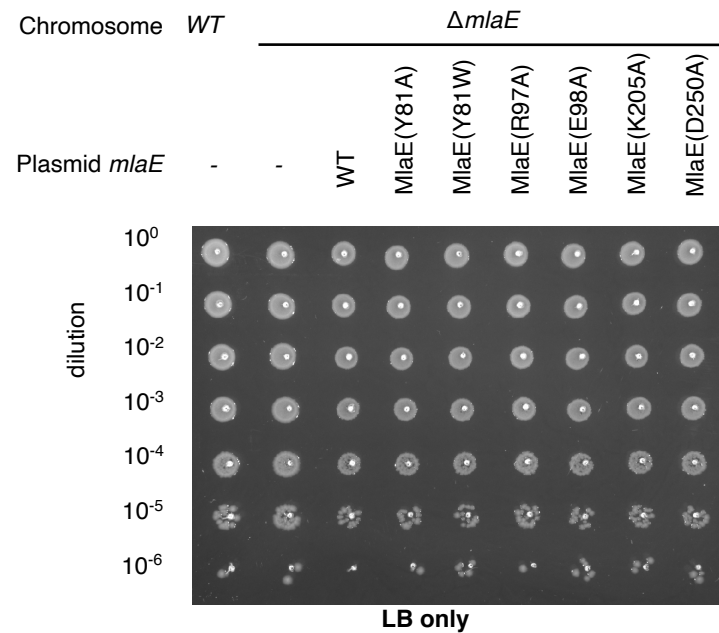 Chromosome WT ΔmlaE
Plasmid mlaE - - WT MlaE(Y81A) MlaE(Y81W) MlaE(R97A) MlaE(E98A) MlaE(K205A) MlaE(D250A)
dilution
10⁰
10⁻¹
10⁻²
10⁻³
10⁻⁴
10⁻⁵
10⁻⁶
LB only